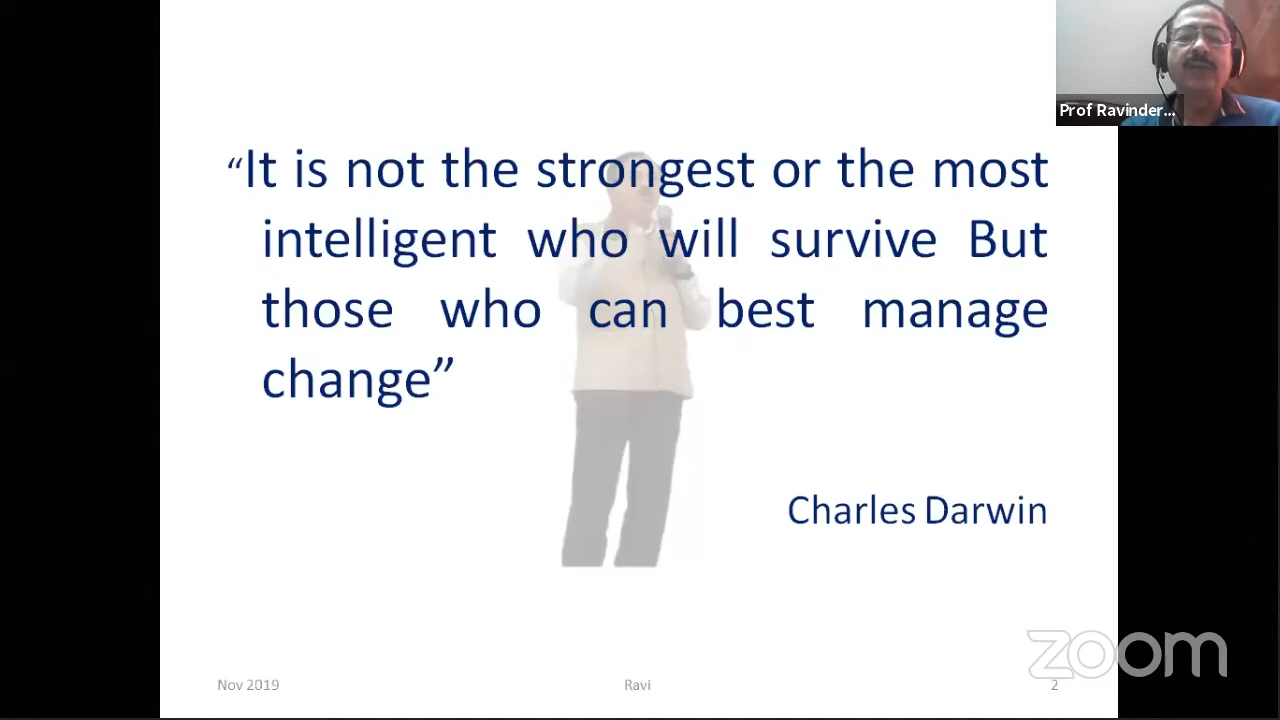 Prof Ravinder...
“It is not the strongest or the most
intelligent who will survive But
those who can best manage
change”
Charles Darwin
zoom
Nov 2019
Ravi
2